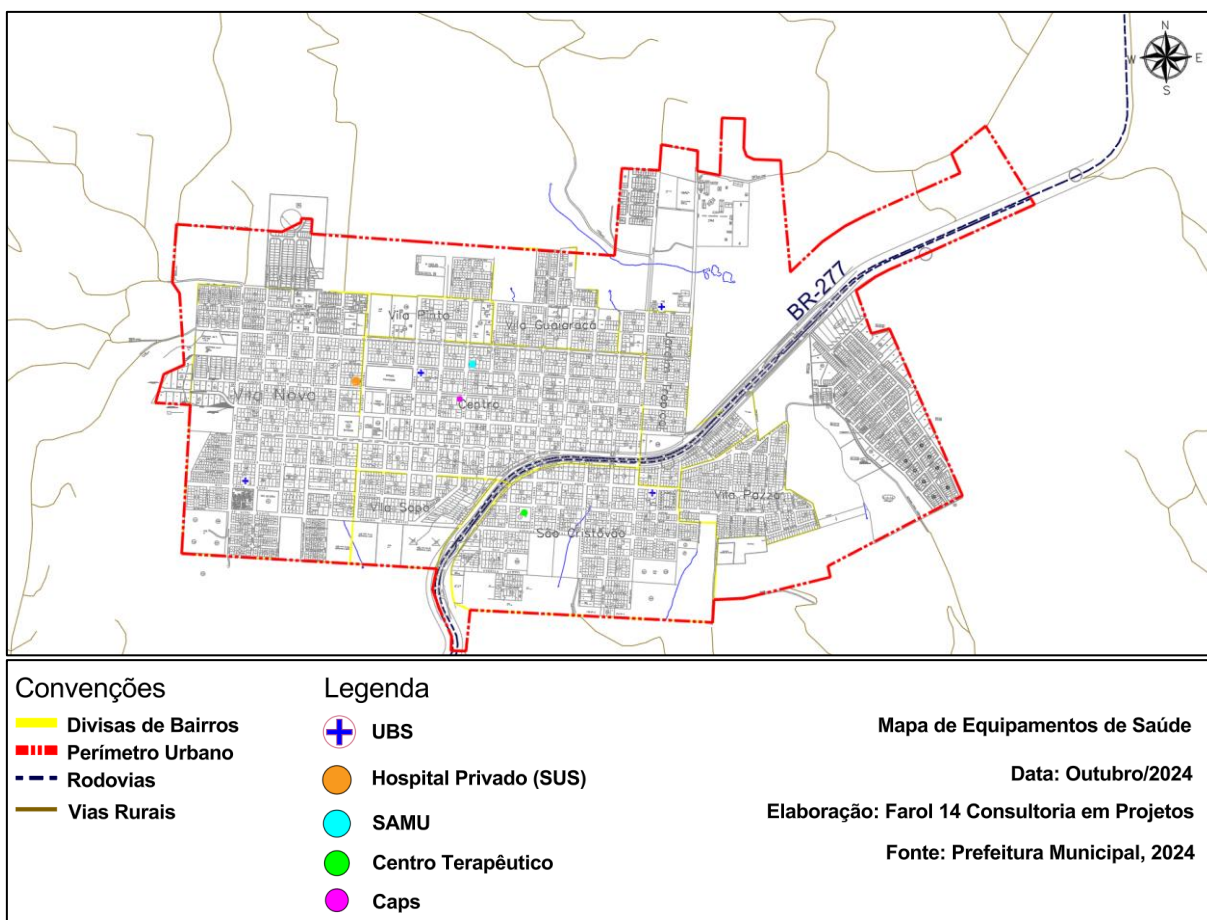 N
W
E
S
BR-277
Vila Pinto
Vila Guairacá
Jardim Tropical
Vila Nova
Centro
Vila Sapo
São Cristóvão
Vila Pazza
Convenções
Divisas de Bairros
Perímetro Urbano
Rodovias
Vias Rurais
Legenda
UBS
Hospital Privado (SUS)
SAMU
Centro Terapêutico
Caps
Mapa de Equipamentos de Saúde
Data: Outubro/2024
Elaboração: Farol 14 Consultoria em Projetos
Fonte: Prefeitura Municipal, 2024